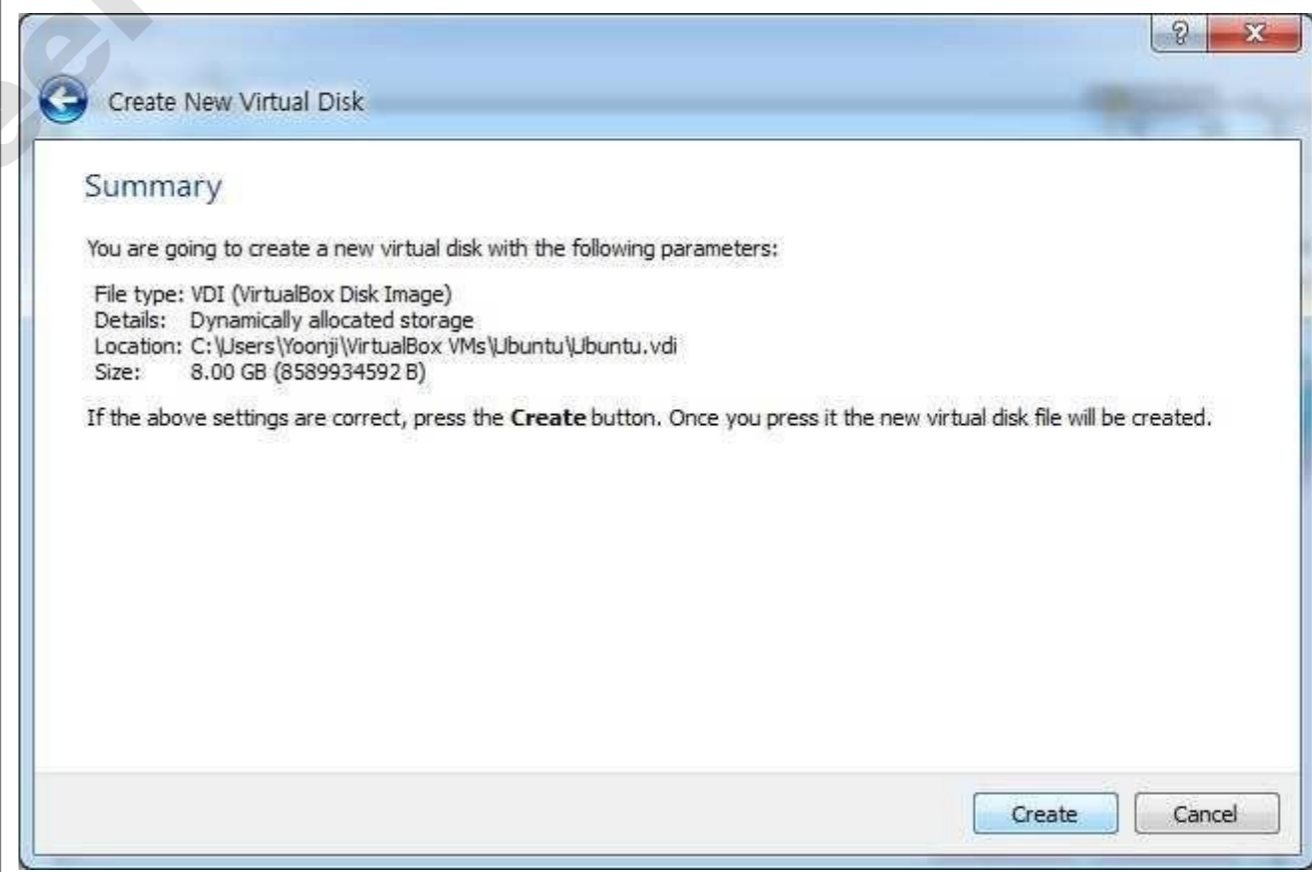 Create New Virtual Disk
Summary
You are going to create a new virtual disk with the following parameters:
File type: VDI (VirtualBox Disk Image)
Details: Dynamically allocated storage
Location: C:\Users\Yoonji\VirtualBox VMs\Ubuntu\Ubuntu.vdi
Size: 8.00 GB (8589934592 B)
If the above settings are correct, press the Create button. Once you press it the new virtual disk file will be created.
Create
Cancel